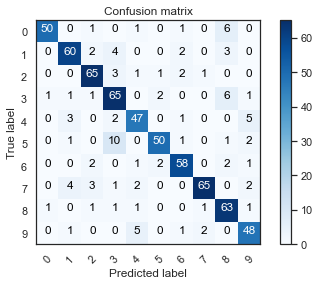 Confusion matrix
0 50 0 1 0 1 0 1 0 6 0
1 0 60 2 4 0 0 2 0 3 0
2 0 0 65 3 1 1 2 1 0 0
3 1 1 1 65 0 2 0 0 6 1
4 0 3 0 2 47 0 1 0 0 5
5 0 1 0 10 0 50 1 0 1 2
6 0 0 2 0 1 2 58 0 2 1
7 0 4 3 1 2 0 0 65 0 2
8 1 0 1 1 1 0 0 1 63 1
9 0 1 0 0 5 0 1 2 0 48
0 1 2 3 4 5 6 7 8 9
True label
Predicted label
60
50
40
30
20
10
0